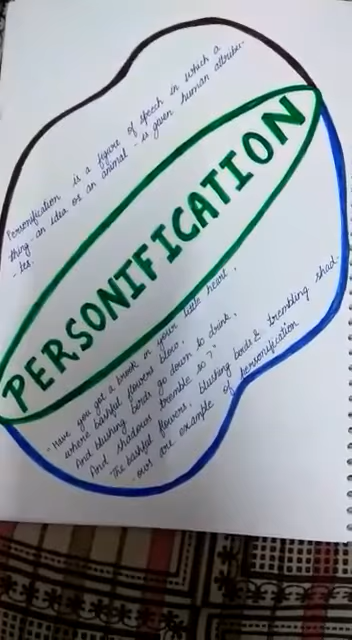 Personification is a figure of speech in which a
thing - an idea or an animal - is given human attribu-
-tes.
PERSONIFICATION
"Have you got a brook in your little heart,
where bashful flowers blow,
And blushing birds go down to drink,
And shadows tremble so?"
The bashful flowers, blushing birds & trembling shad-
-ows are example of personification